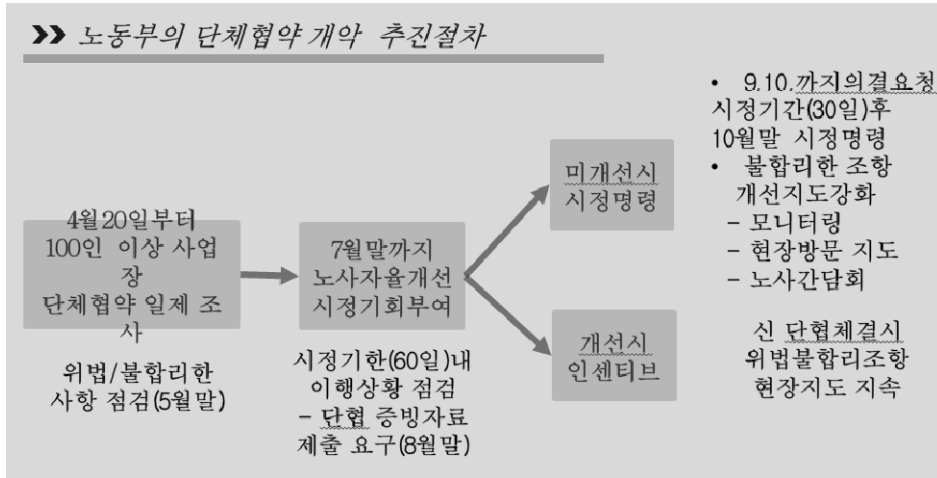 노동부의 단체협약 개악 추진절차
4월20일부터
100인 이상 사업
장
단체협약 일제 조
사
위법/불합리한
사항 점검(5월말)
7월말까지
노사자율개선
시정기회부여
시정기한(60일)내
이행상황 점검
- 단협 증빙자료
제출 요구(8월말)
미개선시
시정명령
개선시
인센티브
• 9.10.까지의결요청
시정기간(30일)후
10월말 시정명령
• 불합리한 조항
개선지도강화
- 모니터링
- 현장방문 지도
- 노사간담회
신 단협체결시
위법불합리조항
현장지도 지속